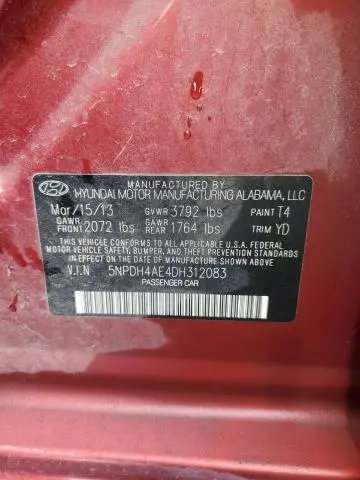 MANUFACTURED BY
HYUNDAI MOTOR MANUFACTURING ALABAMA, LLC
Mar/15/13 GVWR 3792 lbs PAINT T4
GAWR FRONT 2072 lbs GAWR REAR 1764 lbs TRIM YD
THIS VEHICLE CONFORMS TO ALL APPLICABLE U.S. FEDERAL
MOTOR VEHICLE SAFETY, BUMPER, AND THEFT PREVENTION
STANDARDS IN EFFECT ON THE DATE OF MANUFACTURE SHOWN ABOVE.
V.I.N 5NPDH4AE4DH312083
PASSENGER CAR